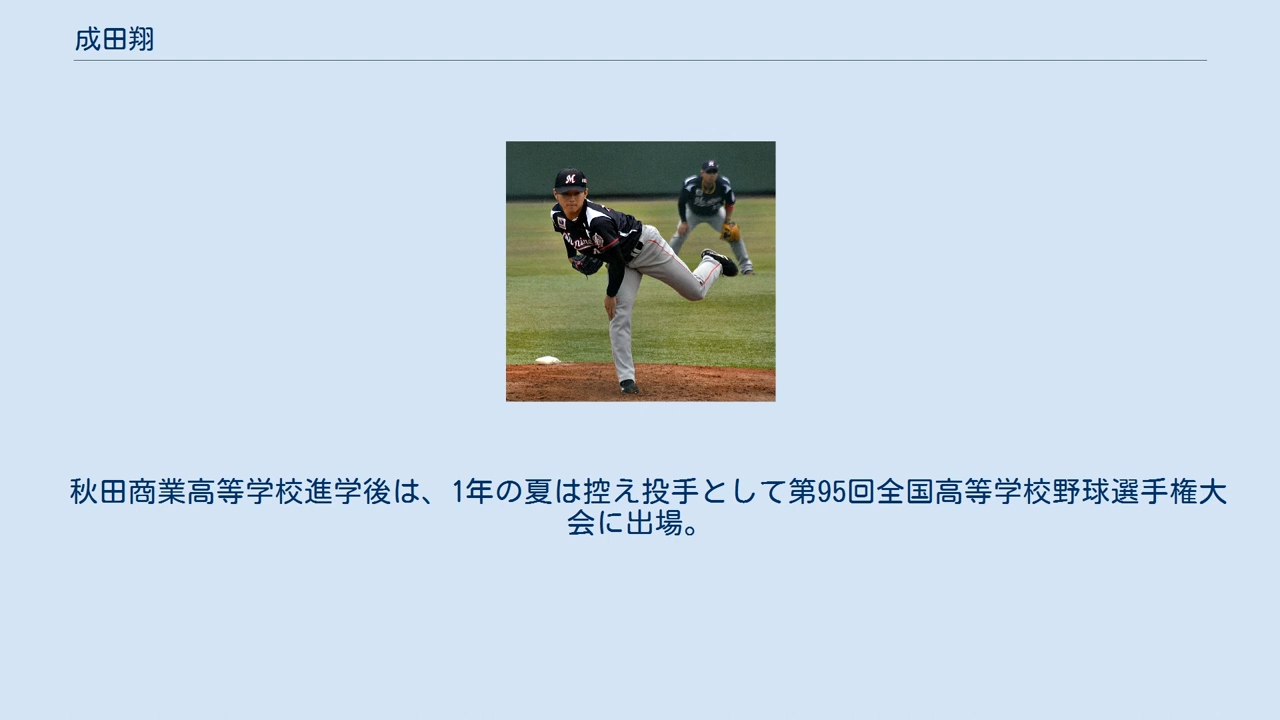 成田翔
秋田商業高等学校進学後は、1年の夏は控え投手として第95回全国高等学校野球選手権大
会に出場。